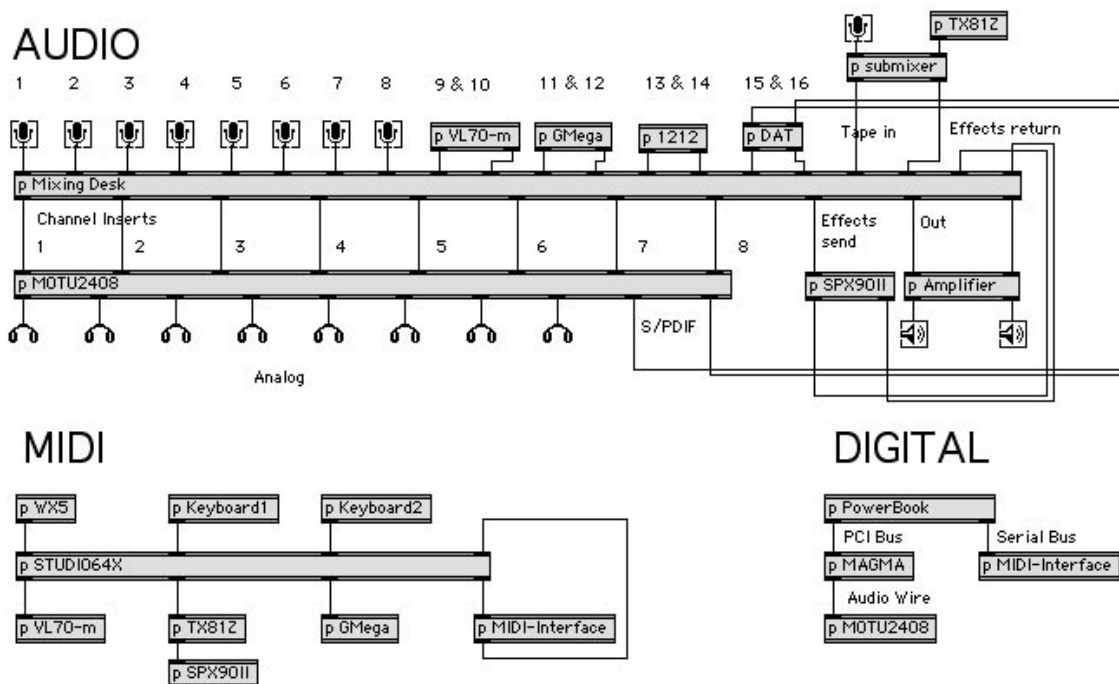 AUDIO
p TX81Z
p submixer
1 2 3 4 5 6 7 8 9 & 10 11 & 12 13 & 14 15 & 16
p VL70-m p GMega p 1212 p DAT Tape in Effects return
p Mixing Desk
Channel Inserts Effects send Out
1 2 3 4 5 6 7 8
p MOTU2408 p SPX90II p Amplifier
S/PDIF
Analog
MIDI DIGITAL
p WX5 p Keyboard1 p Keyboard2 p PowerBook
PCI Bus Serial Bus
p STUDIO64X p MAGMA p MIDI-Interface
Audio Wire
p VL70-m p TX81Z p GMega p MIDI-Interface p MOTU2408
p SPX90II